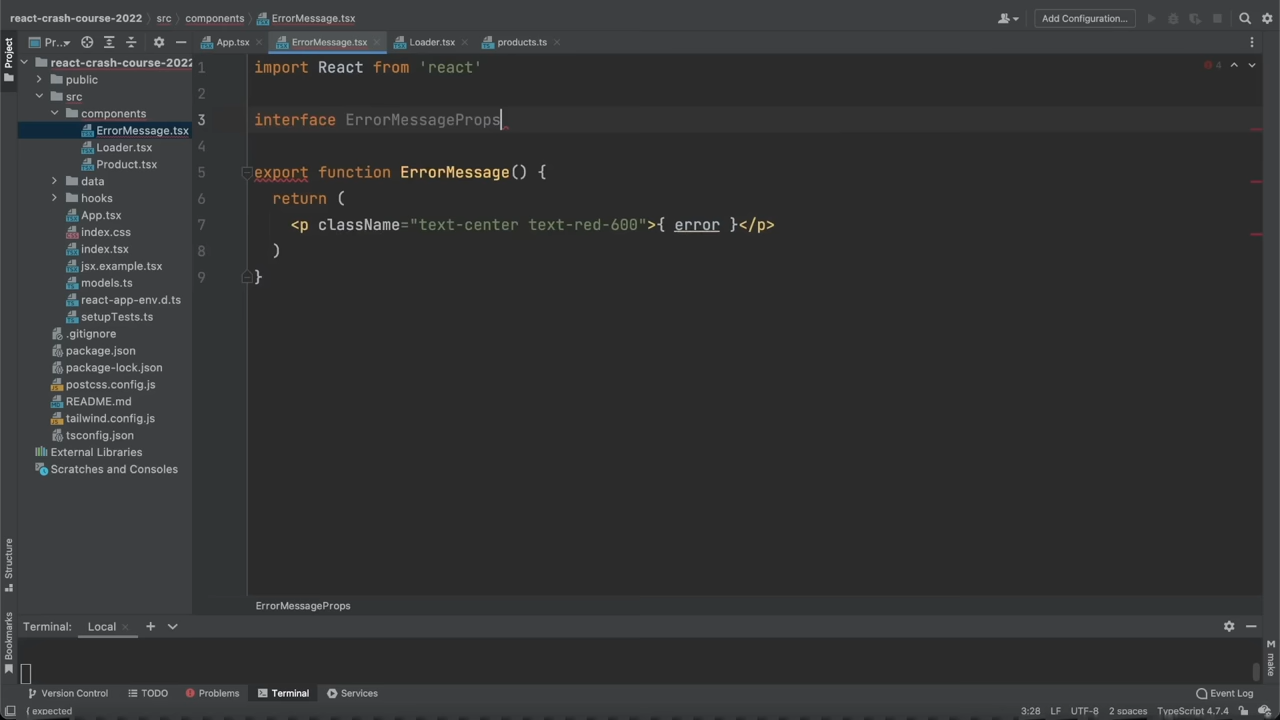 react-crash-course-2022 src components ErrorMessage.tsx Add Configuration...
Project Pr... App.tsx ErrorMessage.tsx Loader.tsx products.ts
react-crash-course-2022
public
src
components
ErrorMessage.tsx
Loader.tsx
Product.tsx
data
hooks
App.tsx
index.css
index.tsx
jsx.example.tsx
models.ts
react-app-env.d.ts
setupTests.ts
.gitignore
package.json
package-lock.json
postcss.config.js
README.md
tailwind.config.js
tsconfig.json
External Libraries
Scratches and Consoles
1 import React from 'react' 4
2
3 interface ErrorMessageProps
4
5 export function ErrorMessage() {
6 return (
7 <p className="text-center text-red-600">{ error }</p>
8 )
9 }
ErrorMessageProps
Structure
Bookmarks
make
Terminal: Local
Version Control TODO Problems Terminal Services Event Log
{ expected 3:28 LF UTF-8 2 spaces TypeScript 4.7.4